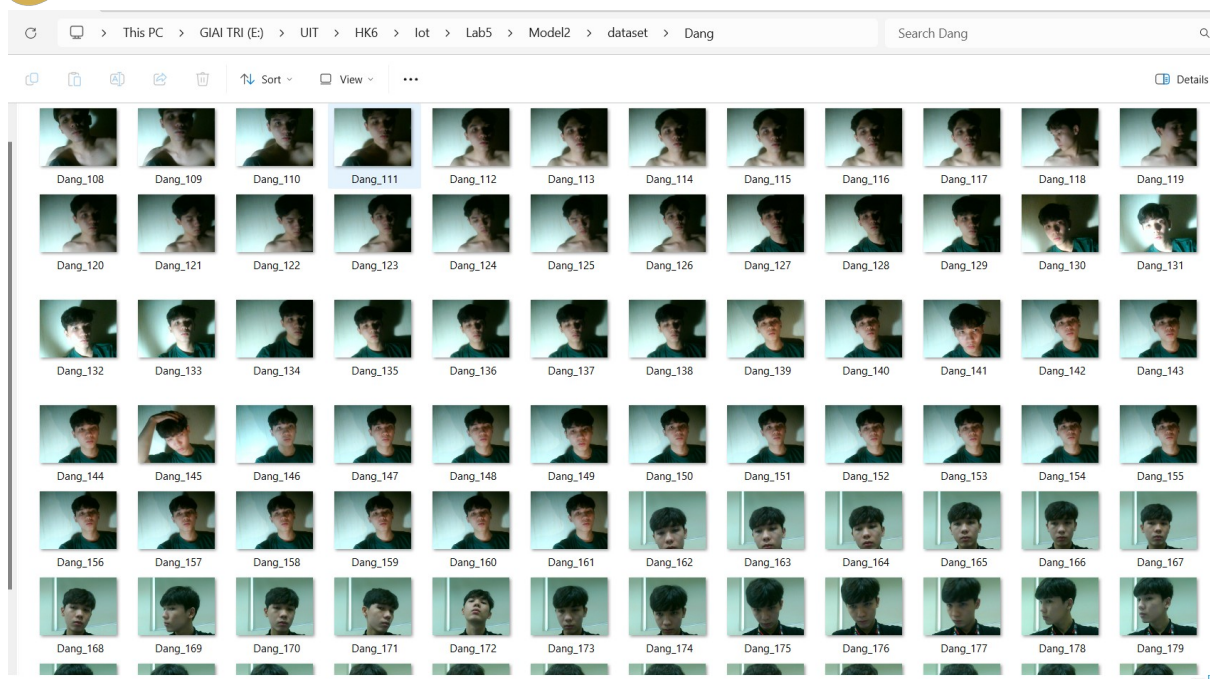 This PC > GIAI TRI (E:) > UIT > HK6 > Iot > Lab5 > Model2 > dataset > Dang Search Dang
Sort View ... Details
Dang_108 Dang_109 Dang_110 Dang_111 Dang_112 Dang_113 Dang_114 Dang_115 Dang_116 Dang_117 Dang_118 Dang_119
Dang_120 Dang_121 Dang_122 Dang_123 Dang_124 Dang_125 Dang_126 Dang_127 Dang_128 Dang_129 Dang_130 Dang_131
Dang_132 Dang_133 Dang_134 Dang_135 Dang_136 Dang_137 Dang_138 Dang_139 Dang_140 Dang_141 Dang_142 Dang_143
Dang_144 Dang_145 Dang_146 Dang_147 Dang_148 Dang_149 Dang_150 Dang_151 Dang_152 Dang_153 Dang_154 Dang_155
Dang_156 Dang_157 Dang_158 Dang_159 Dang_160 Dang_161 Dang_162 Dang_163 Dang_164 Dang_165 Dang_166 Dang_167
Dang_168 Dang_169 Dang_170 Dang_171 Dang_172 Dang_173 Dang_174 Dang_175 Dang_176 Dang_177 Dang_178 Dang_179